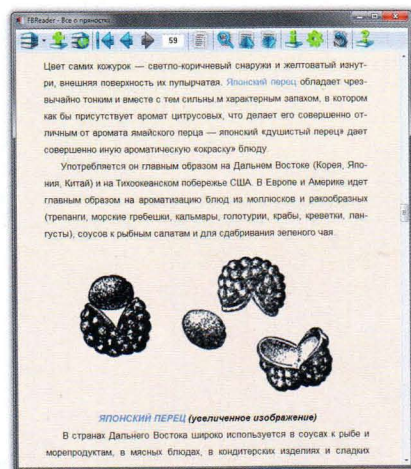 FBReader - Все о пряностях
59
Цвет самих кожурок — светло-коричневый снаружи и желтоватый изнут-
ри, внешняя поверхность их пупырчатая. Японский перец обладает чрез-
вычайно тонким и вместе с тем сильны.м характерным запахом, в котором
как бы присутствует аромат цитрусовых, что делает его совершенно от-
личным от аромата ямайского перца — японский «душистый перец» дает
совершенно иную ароматическую «окраску» блюду.
Употребляется он главным образом на Дальнем Востоке (Корея, Япо-
ния, Китай) и на Тихоокеанском побережье США. В Европе и Америке идет
главным образом на ароматизацию блюд из моллюсков и ракообразных
(трепанги, морские гребешки, кальмары, голотурии, крабы, креветки, лан-
густы), соусов к рыбным салатам и для сдабривания зеленого чая.
ЯПОНСКИЙ ПЕРЕЦ (увеличенное изображение)
В странах Дальнего Востока широко используется в соусах к рыбе и
морепродуктам, в мясных блюдах, в кондитерских изделиях и сладких